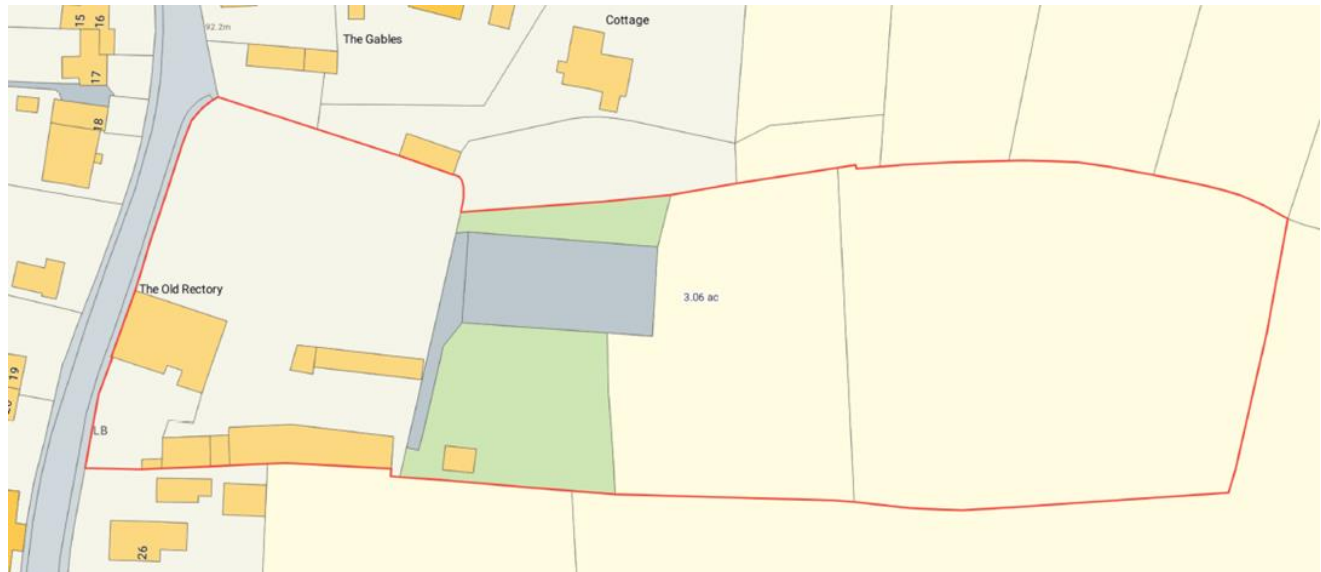 15
16
92.2m
The Gables
Cottage
17
18
The Old Rectory
3.06 ac
19
LB
26